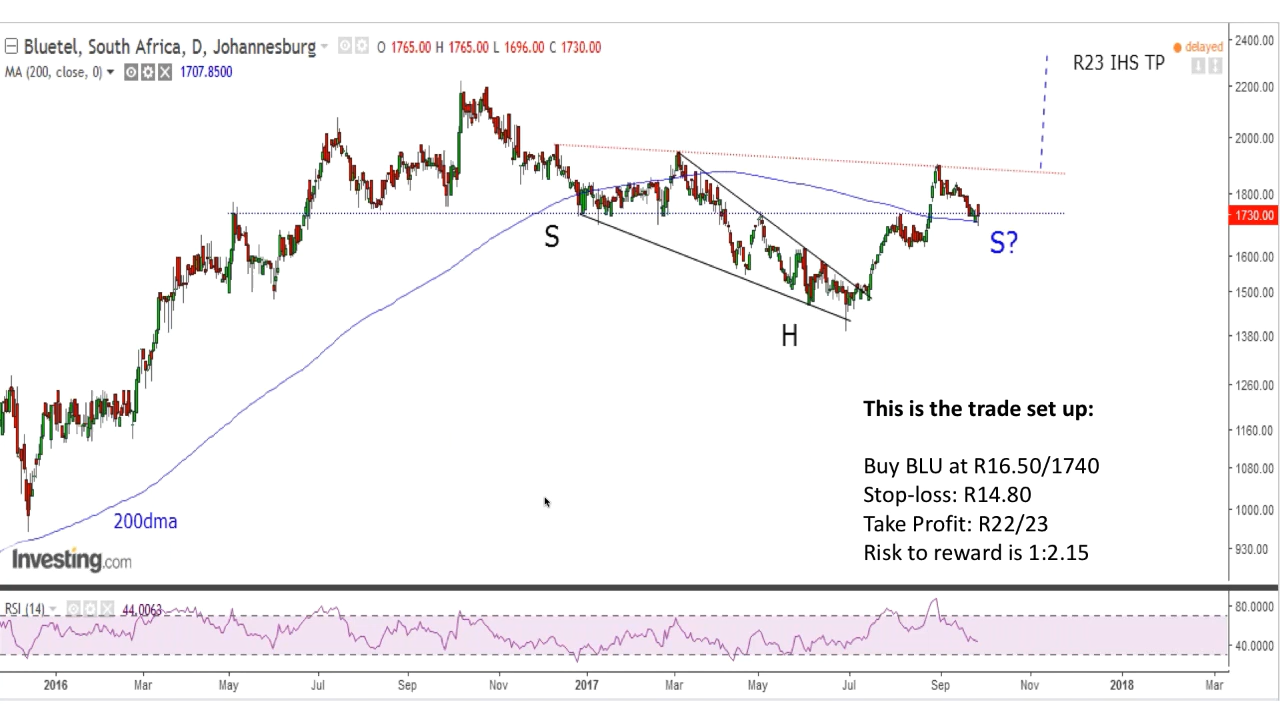 Bluetel, South Africa, D, Johannesburg O 1765.00 H 1765.00 L 1696.00 C 1730.00
MA (200, close, 0) 1707.8500
delayed
R23 IHS TP
2400.00
2200.00
2000.00
1800.00
1730.00
1600.00
1500.00
1380.00
1260.00
1160.00
1080.00
1000.00
930.00
S
S?
H
This is the trade set up:
Buy BLU at R16.50/1740
Stop-loss: R14.80
Take Profit: R22/23
Risk to reward is 1:2.15
200dma
Investing.com
RSI (14) 44.0063
80.0000
40.0000
2016 Mar May Jul Sep Nov 2017 Mar May Jul Sep Nov 2018 Mar